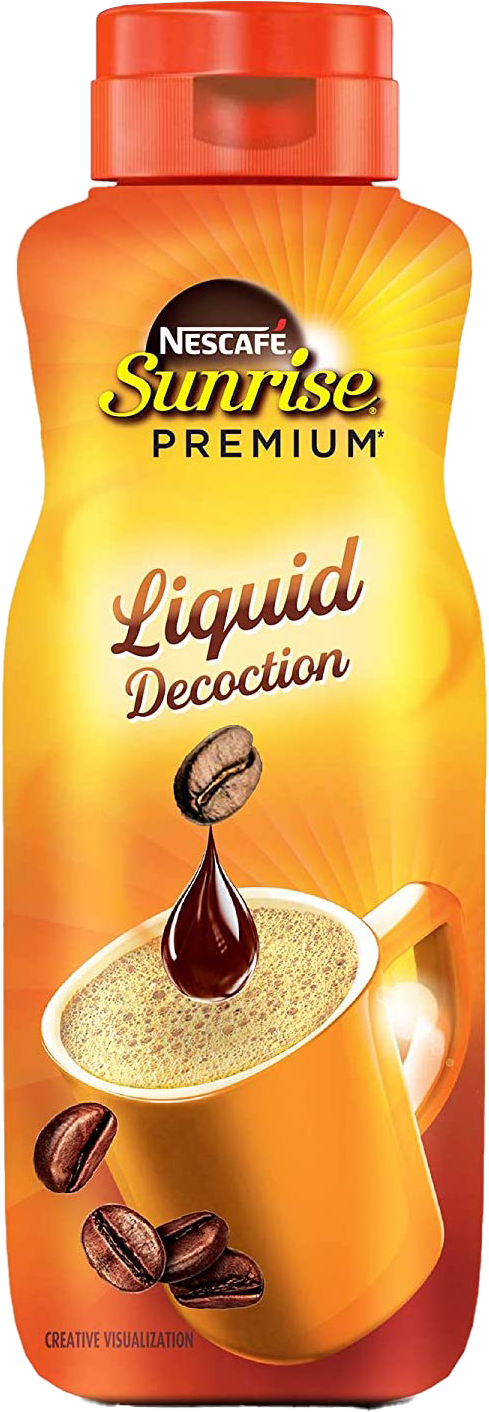 NESCAFÉ.
Sunrise®
PREMIUM*
Liquid
Decoction
CREATIVE VISUALIZATION